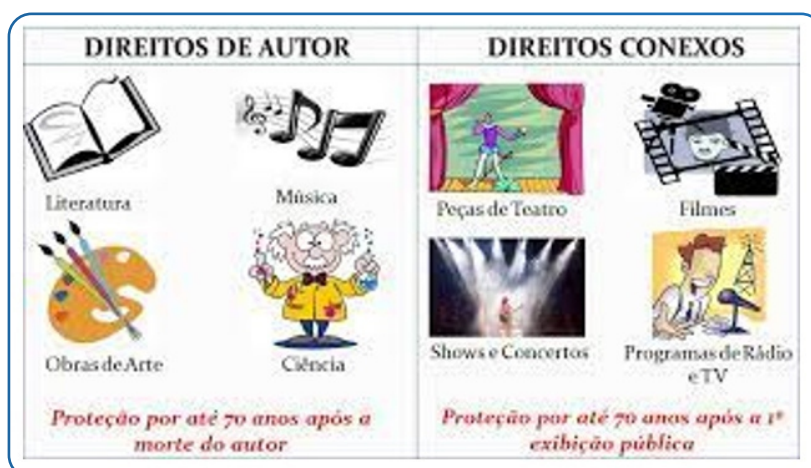 DIREITOS DE AUTOR
Literatura
Música
Obras de Arte
Ciência
Proteção por até 70 anos após a
morte do autor
DIREITOS CONEXOS
Peças de Teatro
Filmes
Shows e Concertos
Programas de Rádio
e TV
Proteção por até 70 anos após a 1ª
exibição pública